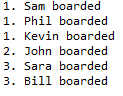 1. Sam boarded
1. Phil boarded
1. Kevin boarded
2. John boarded
3. Sara boarded
3. Bill boarded